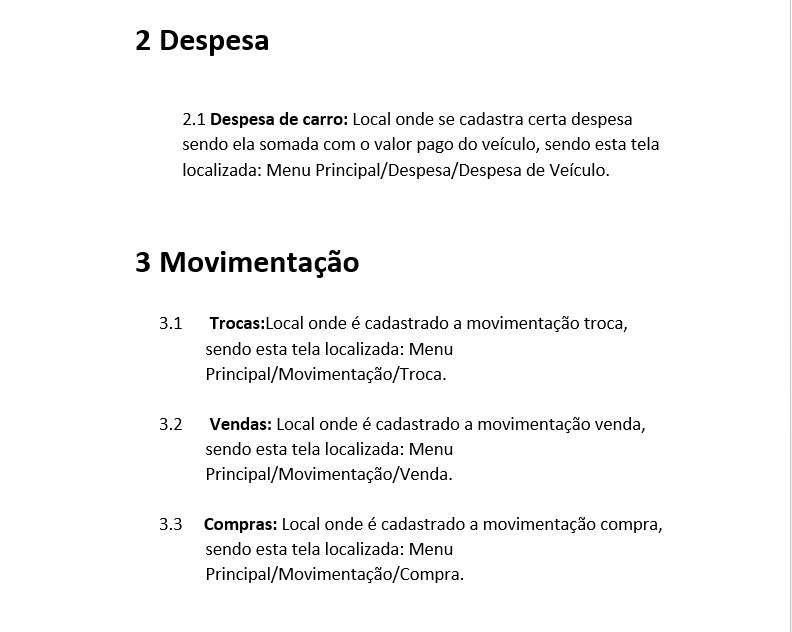 2 Despesa
2.1 Despesa de carro: Local onde se cadastra certa despesa
sendo ela somada com o valor pago do veículo, sendo esta tela
localizada: Menu Principal/Despesa/Despesa de Veículo.
3 Movimentação
3.1 Trocas:Local onde é cadastrado a movimentação troca,
sendo esta tela localizada: Menu
Principal/Movimentação/Troca.
3.2 Vendas: Local onde é cadastrado a movimentação venda,
sendo esta tela localizada: Menu
Principal/Movimentação/Venda.
3.3 Compras: Local onde é cadastrado a movimentação compra,
sendo esta tela localizada: Menu
Principal/Movimentação/Compra.